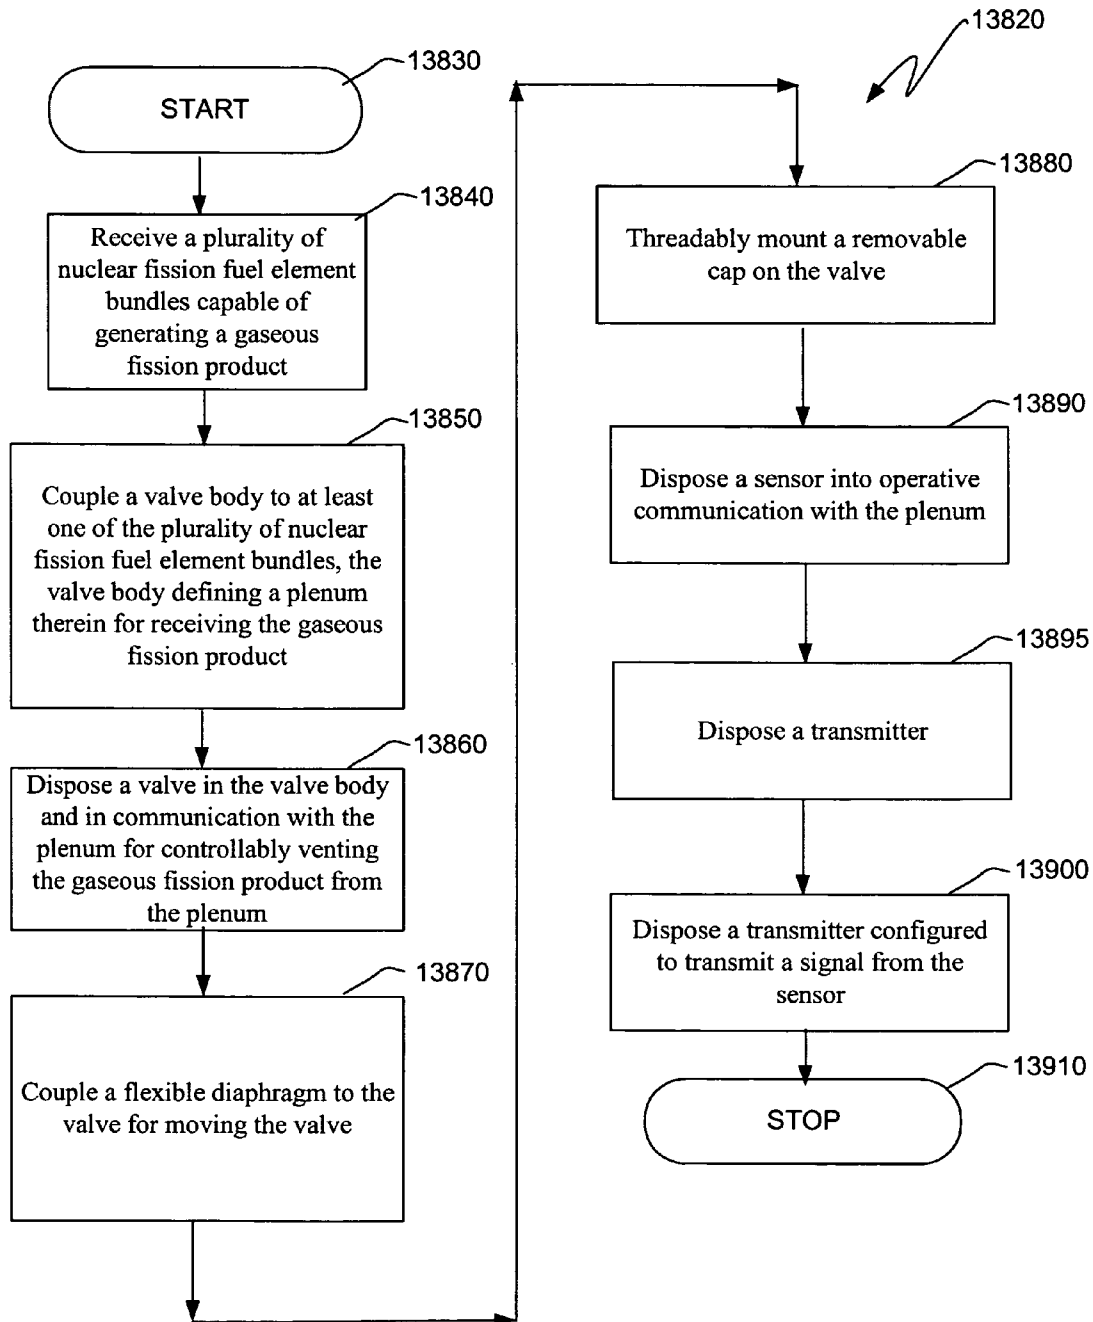 13820
13830
START
13840
Receive a plurality of
nuclear fission fuel element
bundles capable of
generating a gaseous
fission product
13850
Couple a valve body to at least
one of the plurality of nuclear
fission fuel element bundles, the
valve body defining a plenum
therein for receiving the gaseous
fission product
13860
Dispose a valve in the valve body
and in communication with the
plenum for controllably venting
the gaseous fission product from
the plenum
13870
Couple a flexible diaphragm to the
valve for moving the valve
13880
Threadably mount a removable
cap on the valve
13890
Dispose a sensor into operative
communication with the plenum
13895
Dispose a transmitter
13900
Dispose a transmitter configured
to transmit a signal from the
sensor
13910
STOP